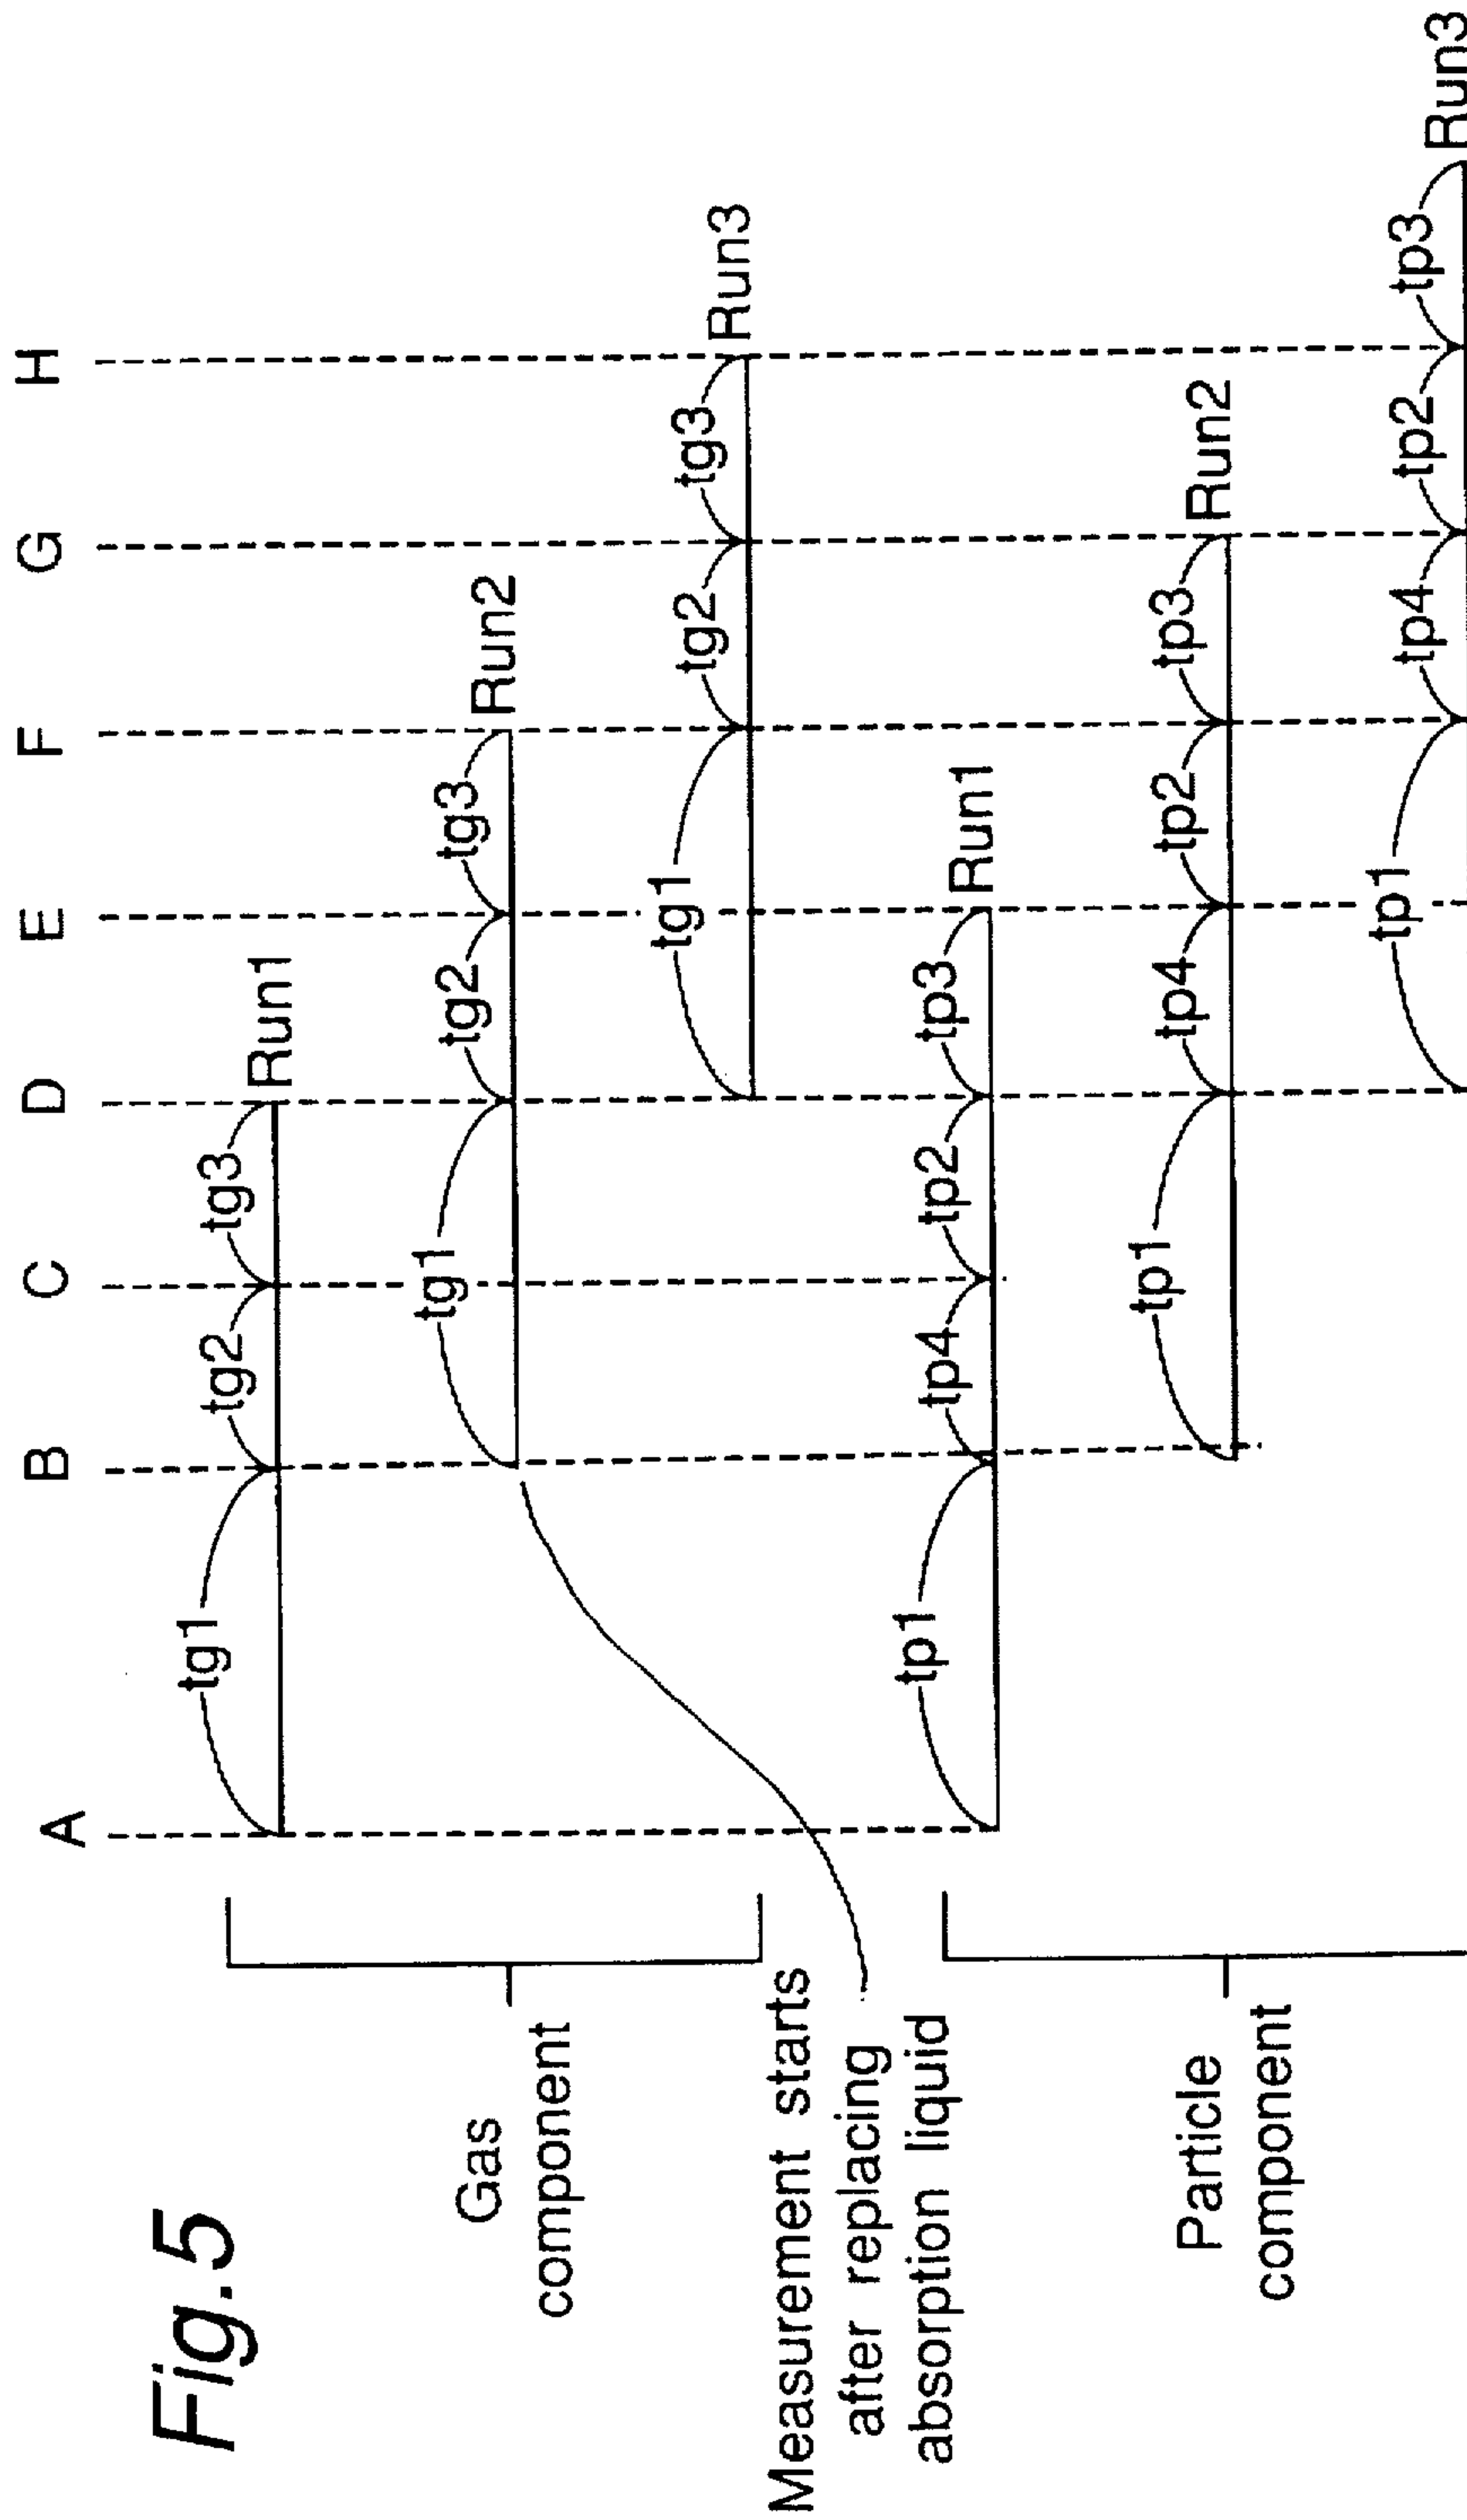 Fig.5
A B C D E F G H
Gas
component
tg1 tg2 tg3 Run1
tg1 tg2 tg3 Run2
tg1 tg2 tg3 Run3
Measurement starts
after replacing
absorption liquid
Particle
component
tp1 tp4 tp2 tp3 Run1
tp1 tp4 tp2 tp3 Run2
tp1 tp4 tp2 tp3 Run3